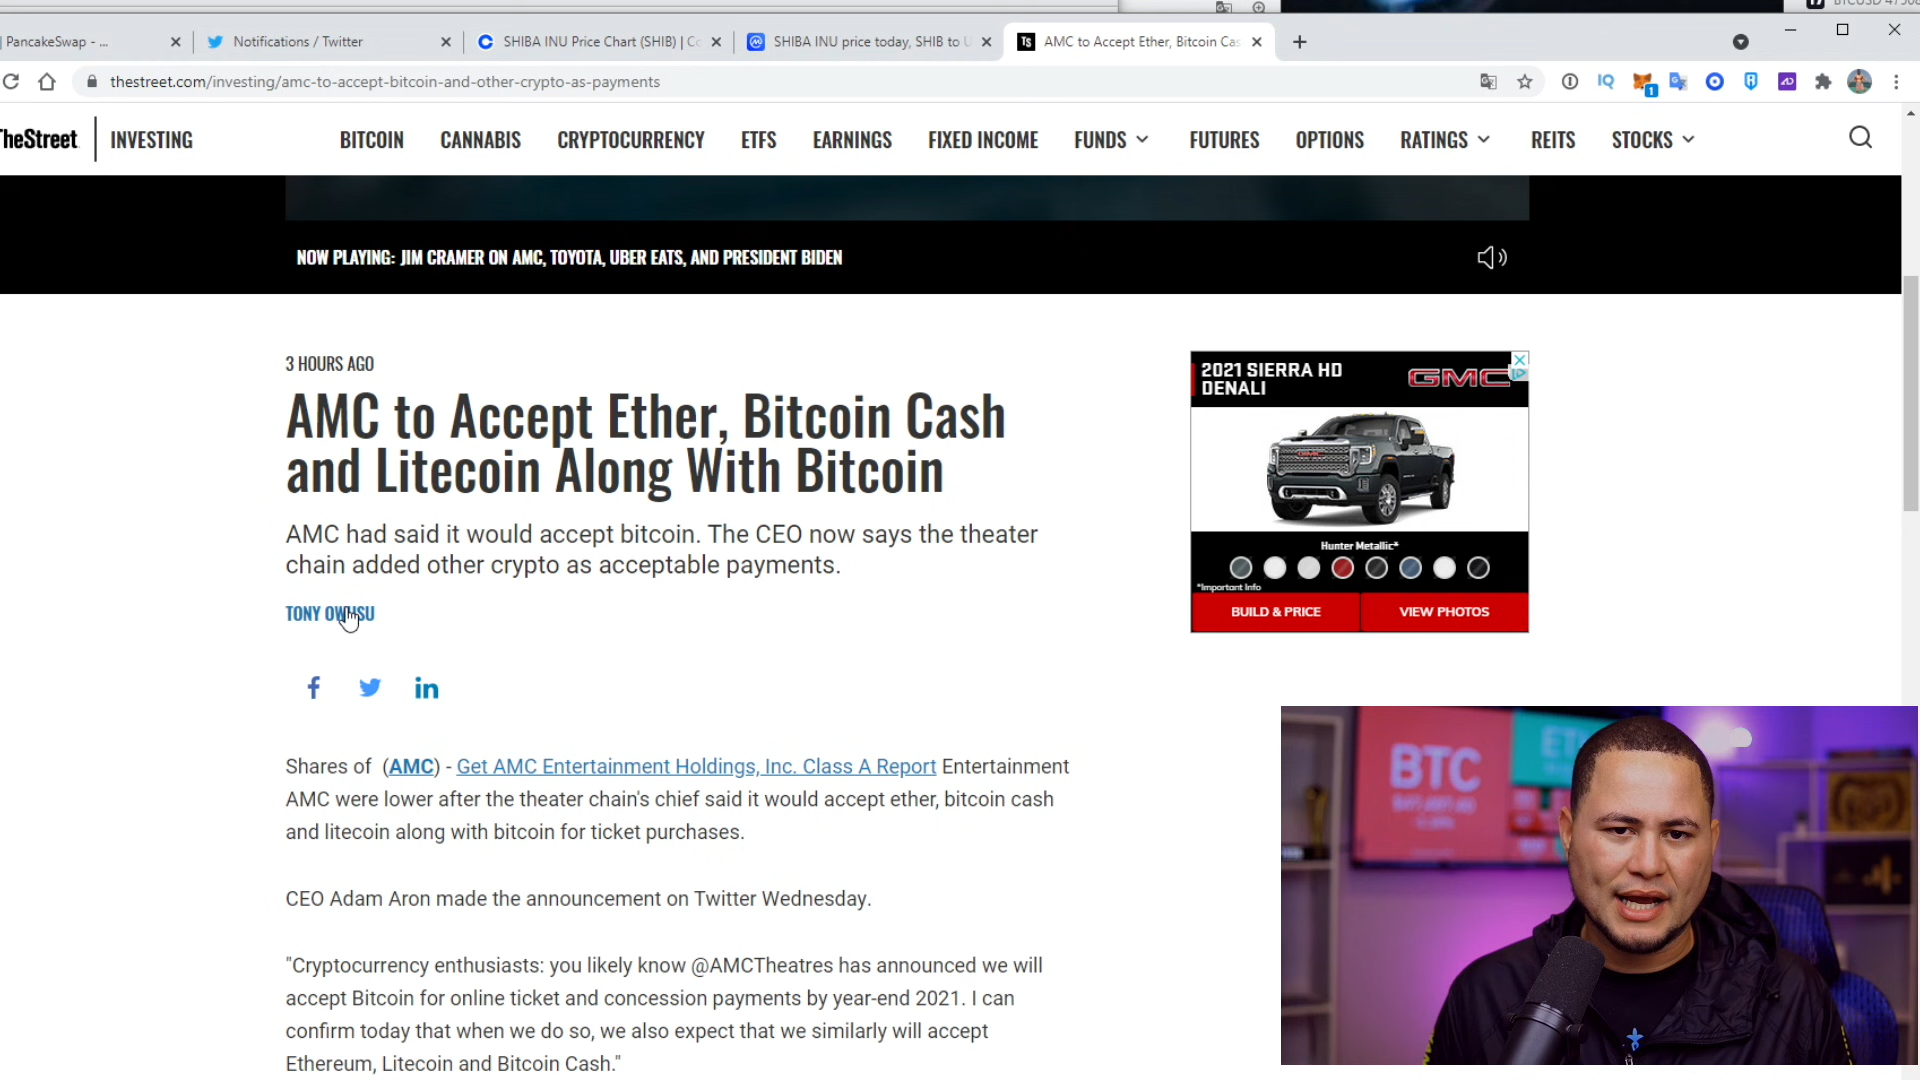 BTCUSD
PancakeSwap - ...
Notifications / Twitter
SHIBA INU Price Chart (SHIB) | Co
SHIBA INU price today, SHIB to U
TS
AMC to Accept Ether, Bitcoin Cas
thestreet.com/investing/amc-to-accept-bitcoin-and-other-crypto-as-payments
IQ
1
TheStreet
INVESTING
BITCOIN
CANNABIS
CRYPTOCURRENCY
ETFS
EARNINGS
FIXED INCOME
FUNDS
FUTURES
OPTIONS
RATINGS
REITS
STOCKS
NOW PLAYING: JIM CRAMER ON AMC, TOYOTA, UBER EATS, AND PRESIDENT BIDEN
3 HOURS AGO
AMC to Accept Ether, Bitcoin Cash
and Litecoin Along With Bitcoin
AMC had said it would accept bitcoin. The CEO now says the theater
chain added other crypto as acceptable payments.
TONY OWUSU
2021 SIERRA HD
DENALI
GMC
Hunter Metallic*
*Important Info
BUILD & PRICE
VIEW PHOTOS
f
in
Shares of (AMC) - Get AMC Entertainment Holdings, Inc. Class A Report Entertainment
AMC were lower after the theater chain's chief said it would accept ether, bitcoin cash
and litecoin along with bitcoin for ticket purchases.
CEO Adam Aron made the announcement on Twitter Wednesday.
"Cryptocurrency enthusiasts: you likely know @AMCTheatres has announced we will
accept Bitcoin for online ticket and concession payments by year-end 2021. I can
confirm today that when we do so, we also expect that we similarly will accept
Ethereum, Litecoin and Bitcoin Cash."
BTC